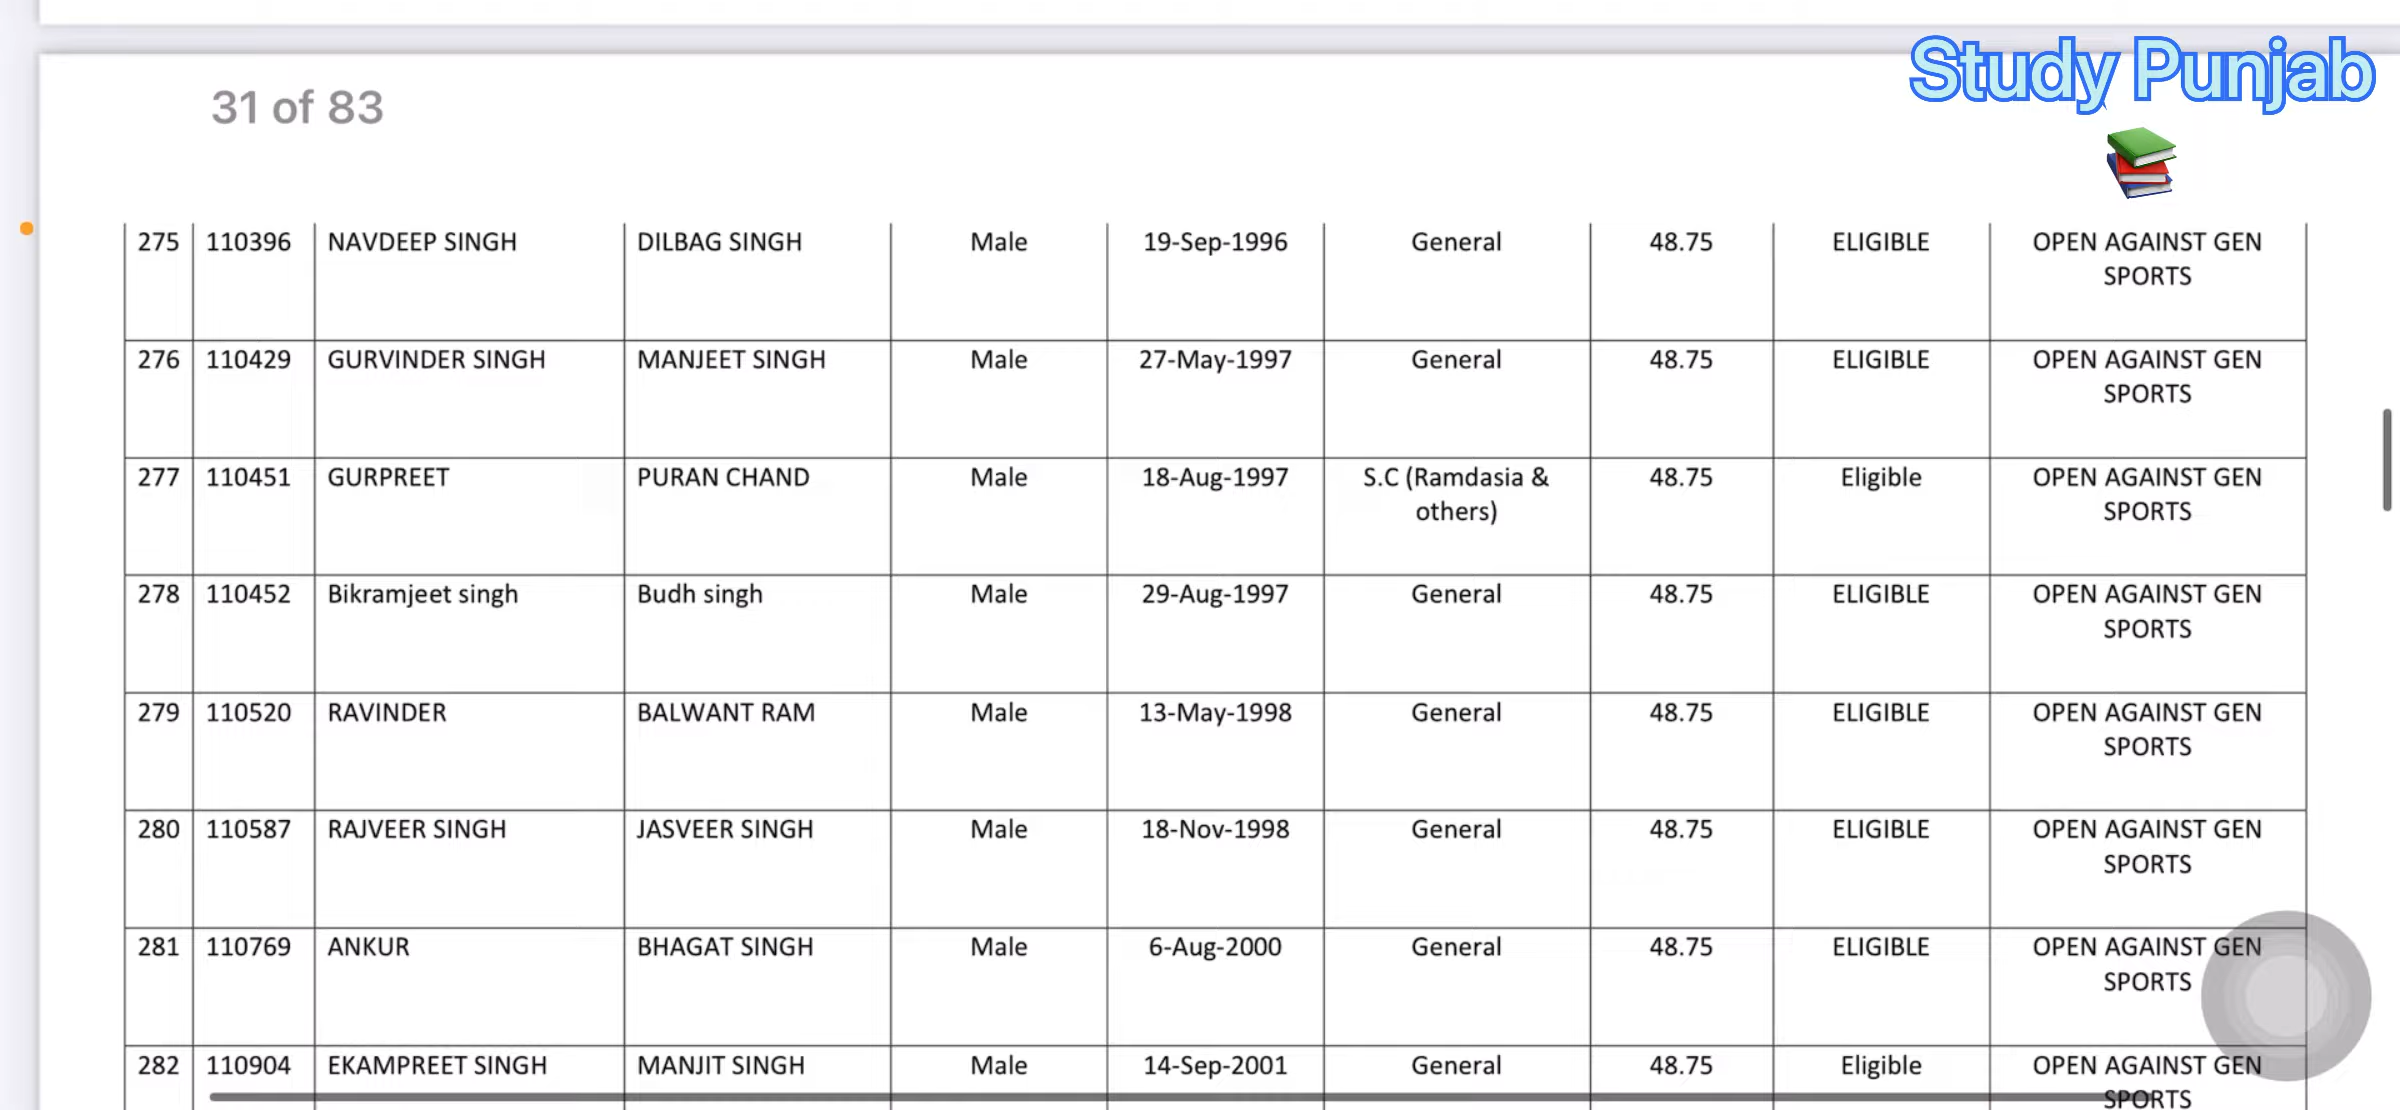 Study Punjab
31 of 83
275 110396 NAVDEEP SINGH DILBAG SINGH Male 19-Sep-1996 General 48.75 ELIGIBLE OPEN AGAINST GEN
SPORTS
276 110429 GURVINDER SINGH MANJEET SINGH Male 27-May-1997 General 48.75 ELIGIBLE OPEN AGAINST GEN
SPORTS
277 110451 GURPREET PURAN CHAND Male 18-Aug-1997 S.C (Ramdasia & 48.75 Eligible OPEN AGAINST GEN
others) SPORTS
278 110452 Bikramjeet singh Budh singh Male 29-Aug-1997 General 48.75 ELIGIBLE OPEN AGAINST GEN
SPORTS
279 110520 RAVINDER BALWANT RAM Male 13-May-1998 General 48.75 ELIGIBLE OPEN AGAINST GEN
SPORTS
280 110587 RAJVEER SINGH JASVEER SINGH Male 18-Nov-1998 General 48.75 ELIGIBLE OPEN AGAINST GEN
SPORTS
281 110769 ANKUR BHAGAT SINGH Male 6-Aug-2000 General 48.75 ELIGIBLE OPEN AGAINST GEN
SPORTS
282 110904 EKAMPREET SINGH MANJIT SINGH Male 14-Sep-2001 General 48.75 Eligible OPEN AGAINST GEN
SPORTS